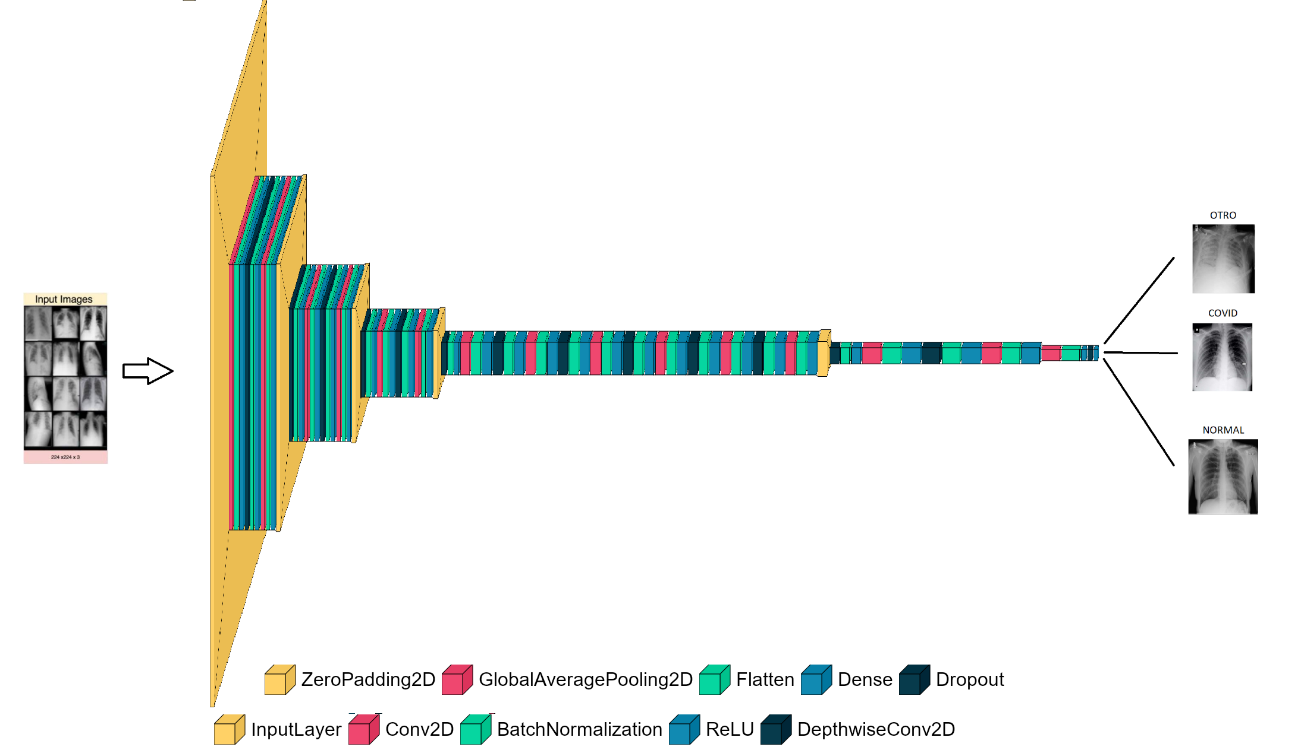 Input Images
224 x224 x 3
OTRO
COVID
NORMAL
ZeroPadding2D GlobalAveragePooling2D Flatten Dense Dropout
InputLayer Conv2D BatchNormalization ReLU DepthwiseConv2D